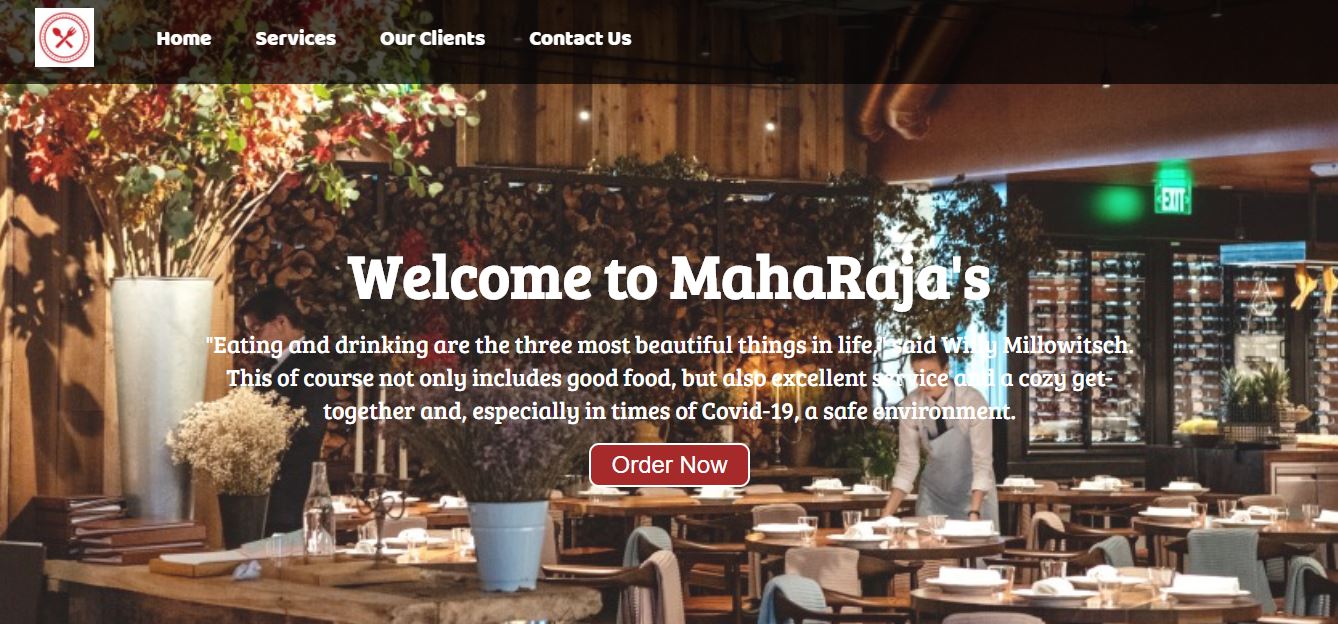 Home Services Our Clients Contact Us
EXIT
Welcome to MahaRaja's
"Eating and drinking are the three most beautiful things in life," said Willy Millowitsch.
This of course not only includes good food, but also excellent service and a cozy get-
together and, especially in times of Covid-19, a safe environment.
Order Now